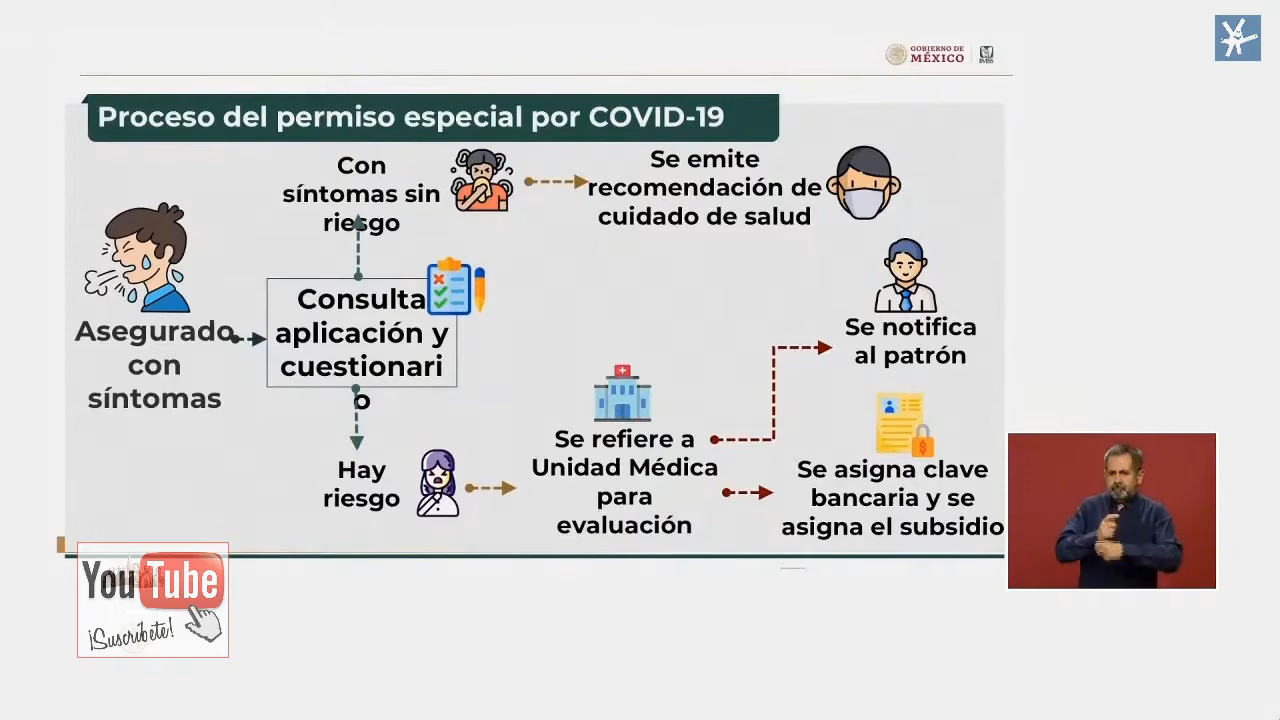 GOBIERNO DE
MÉXICO
IMSS
Proceso del permiso especial por COVID-19
Con
síntomas sin
riesgo
Se emite
recomendación de
cuidado de salud
Asegurado
con
síntomas
Consulta
aplicación y
cuestionari
o
Se notifica
al patrón
Hay
riesgo
Se refiere a
Unidad Médica
para
evaluación
Se asigna clave
bancaria y se
asigna el subsidio
YouTube
¡Suscríbete!